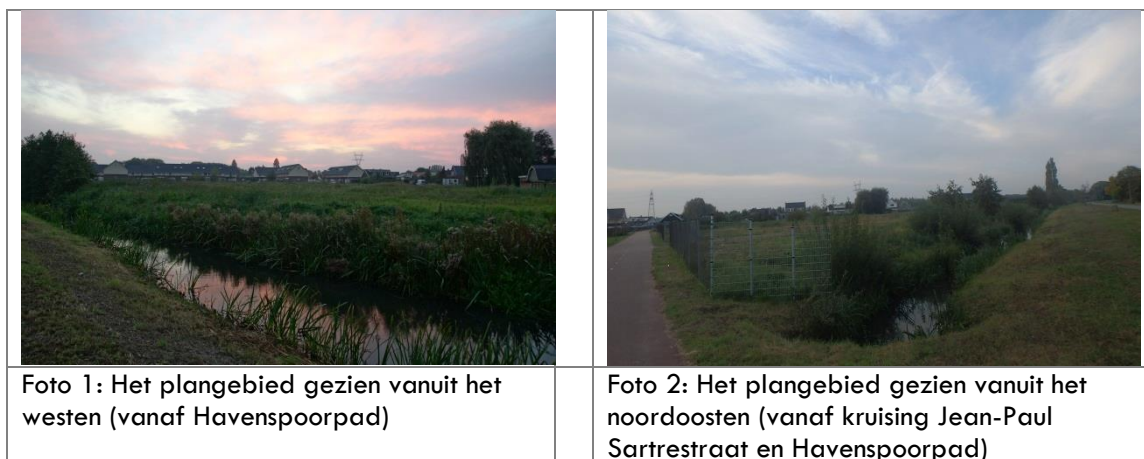 Foto 1: Het plangebied gezien vanuit het
westen (vanaf Havenspoorpad)
Foto 2: Het plangebied gezien vanuit het
noordoosten (vanaf kruising Jean-Paul
Sartrestraat en Havenspoorpad)